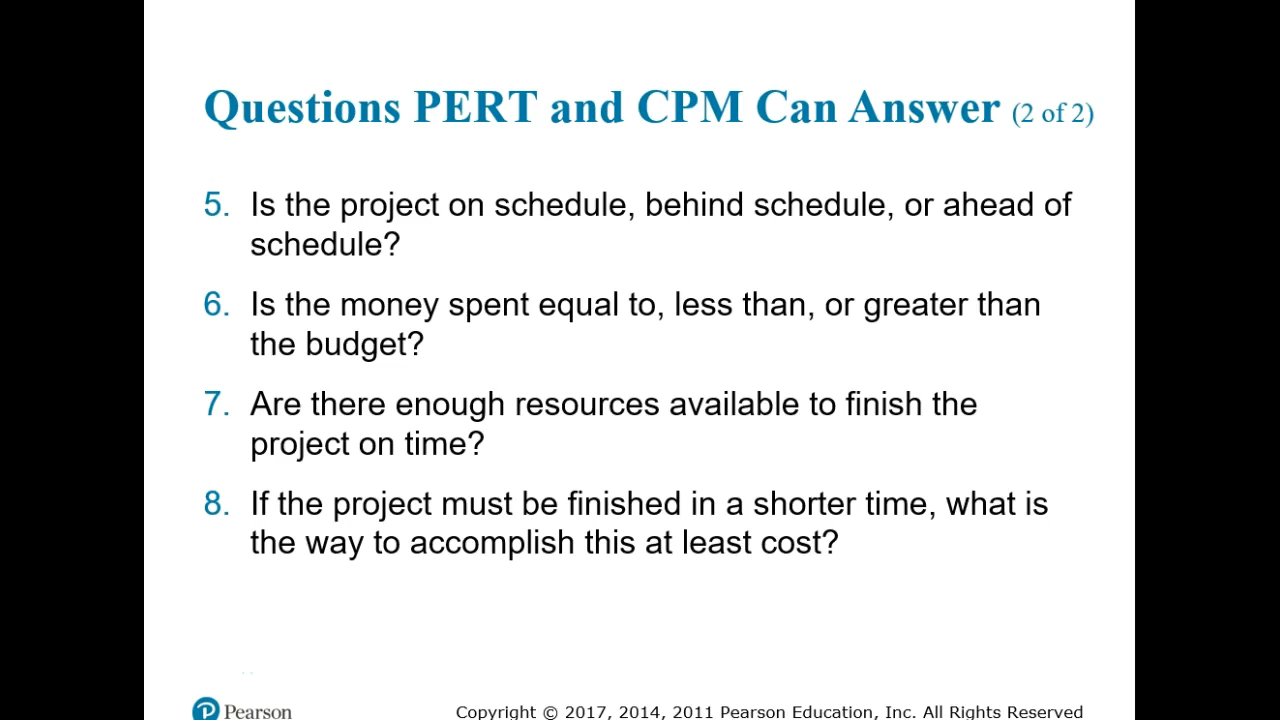 Questions PERT and CPM Can Answer (2 of 2)
5. Is the project on schedule, behind schedule, or ahead of
schedule?
6. Is the money spent equal to, less than, or greater than
the budget?
7. Are there enough resources available to finish the
project on time?
8. If the project must be finished in a shorter time, what is
the way to accomplish this at least cost?
P Pearson
Copyright © 2017, 2014, 2011 Pearson Education, Inc. All Rights Reserved